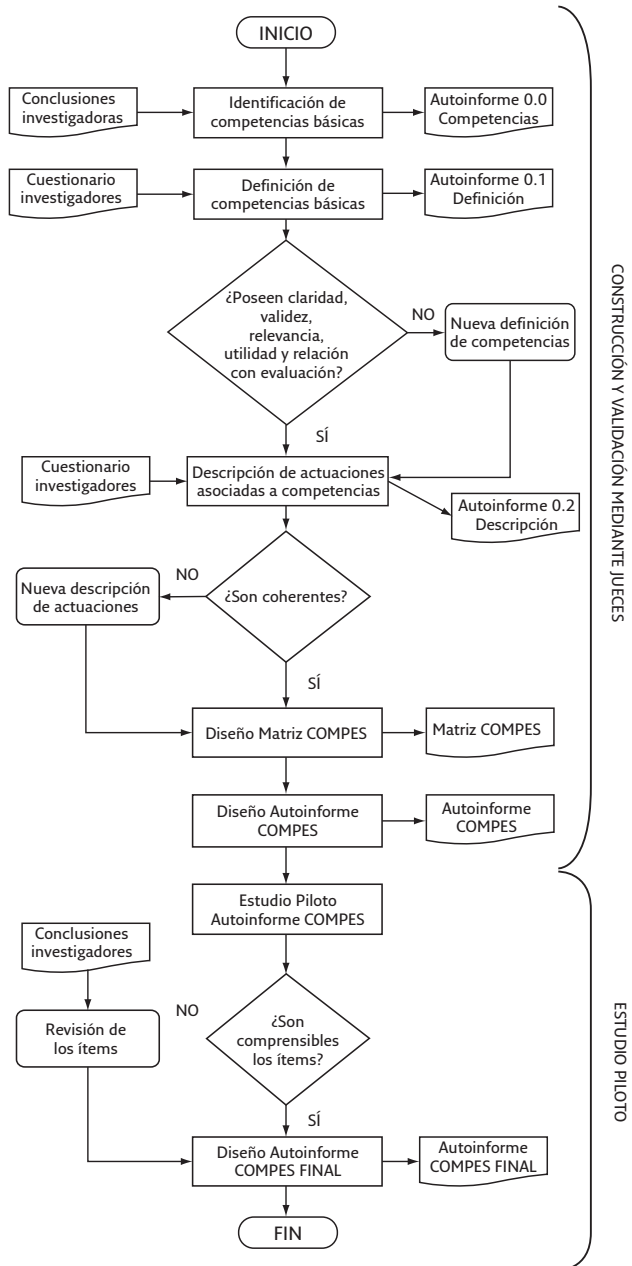 INICIO
Conclusiones
investigadoras
Identificación de
competencias básicas
Autoinforme 0.0
Competencias
Cuestionario
investigadores
Definición de
competencias básicas
Autoinforme 0.1
Definición
¿Poseen claridad,
validez,
relevancia,
utilidad y relación
con evaluación?
NO
Nueva definición
de competencias
SÍ
Cuestionario
investigadores
Descripción de actuaciones
asociadas a competencias
Autoinforme 0.2
Descripción
¿Son coherentes?
NO
Nueva descripción
de actuaciones
SÍ
Diseño Matriz COMPES
Matriz COMPES
Diseño Autoinforme
COMPES
Autoinforme
COMPES
CONSTRUCCIÓN Y VALIDACIÓN MEDIANTE JUECES
Estudio Piloto
Autoinforme COMPES
Conclusiones
investigadores
NO
Revisión de
los ítems
¿Son
comprensibles
los ítems?
SÍ
Diseño Autoinforme
COMPES FINAL
Autoinforme
COMPES FINAL
FIN
ESTUDIO PILOTO